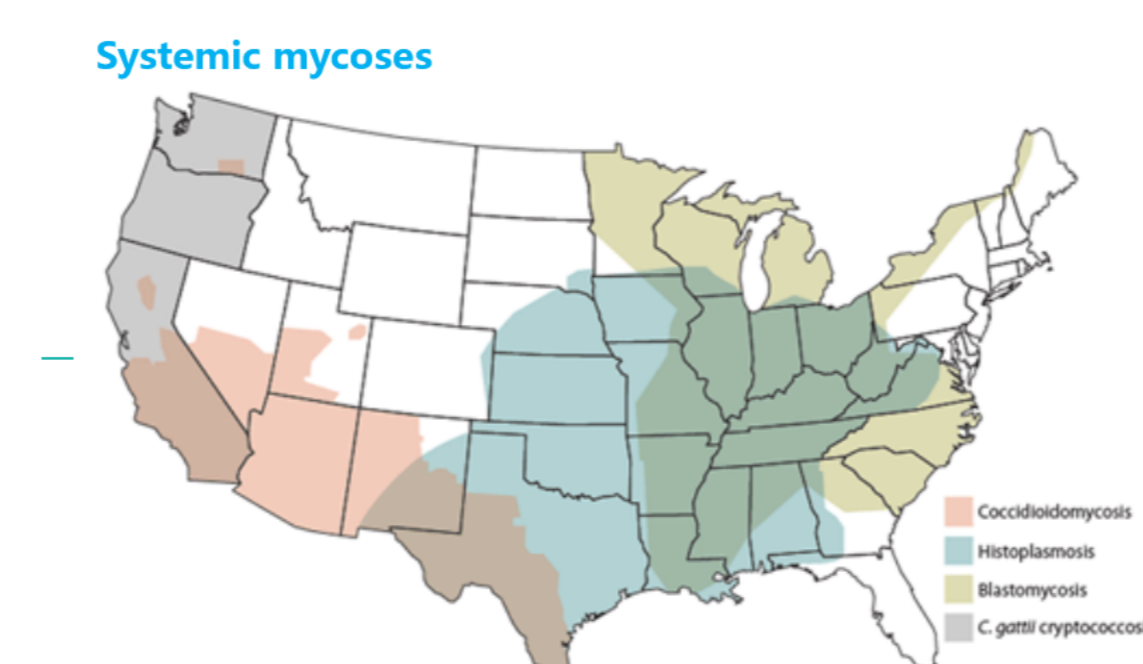 Systemic mycoses
Coccidioidomycosis
Histoplasmosis
Blastomycosis
C. gattii cryptococcos